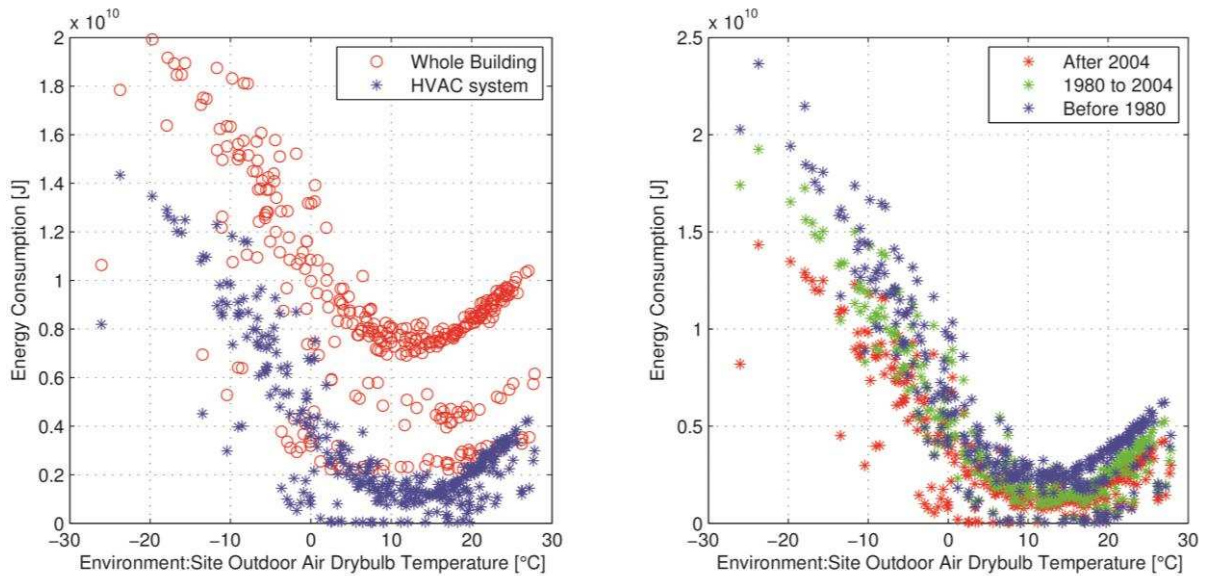 x 10^10
2
1.8
1.6
1.4
1.2
1
0.8
0.6
0.4
0.2
0
Energy Consumption [J]
Whole Building
HVAC system
−30 −20 −10 0 10 20 30
Environment:Site Outdoor Air Drybulb Temperature [°C]
x 10^10
2.5
2
1.5
1
0.5
0
Energy Consumption [J]
After 2004
1980 to 2004
Before 1980
−30 −20 −10 0 10 20 30
Environment:Site Outdoor Air Drybulb Temperature [°C]